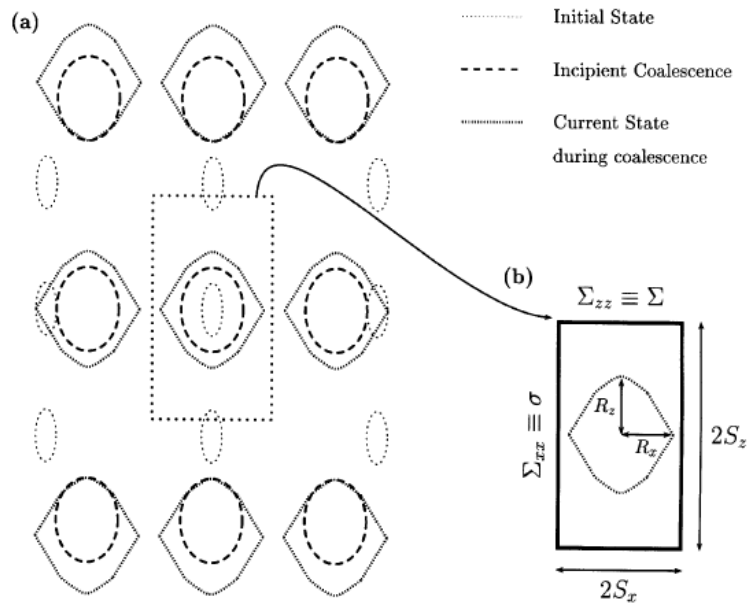 (a)
Initial State
Incipient Coalescence
Current State
during coalescence
(b)
Σzz ≡ Σ
Σxx ≡ σ
Rz
Rx
2Sz
2Sx